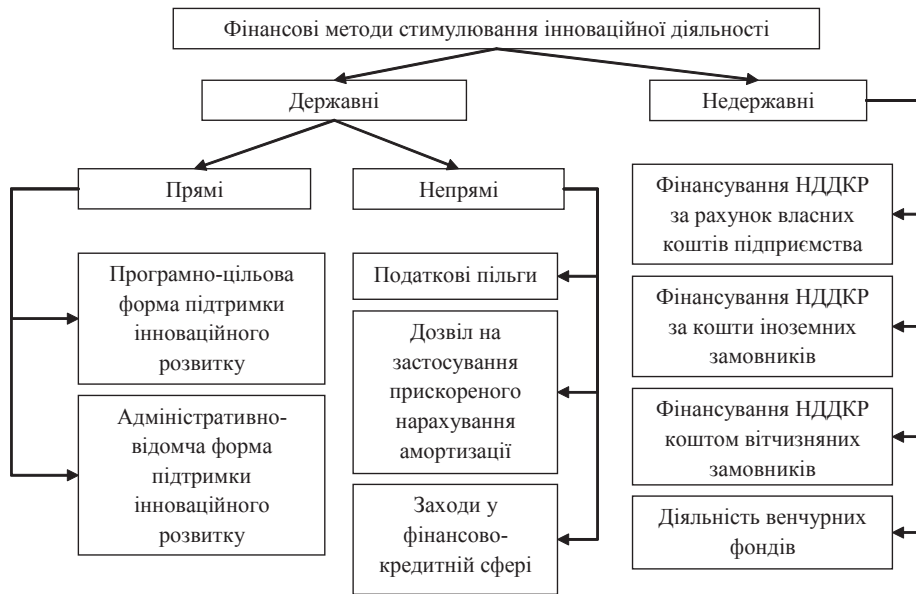 Фінансові методи стимулювання інноваційної діяльності
Державні
Недержавні
Прямі
Непрямі
Програмно-цільова
форма підтримки
інноваційного
розвитку
Адміністративно-
відомча форма
підтримки
інноваційного
розвитку
Податкові пільги
Дозвіл на
застосування
прискореного
нарахування
амортизації
Заходи у
фінансово-
кредитній сфері
Фінансування НДДКР
за рахунок власних
коштів підприємства
Фінансування НДДКР
за кошти іноземних
замовників
Фінансування НДДКР
коштом вітчизняних
замовників
Діяльність венчурних
фондів